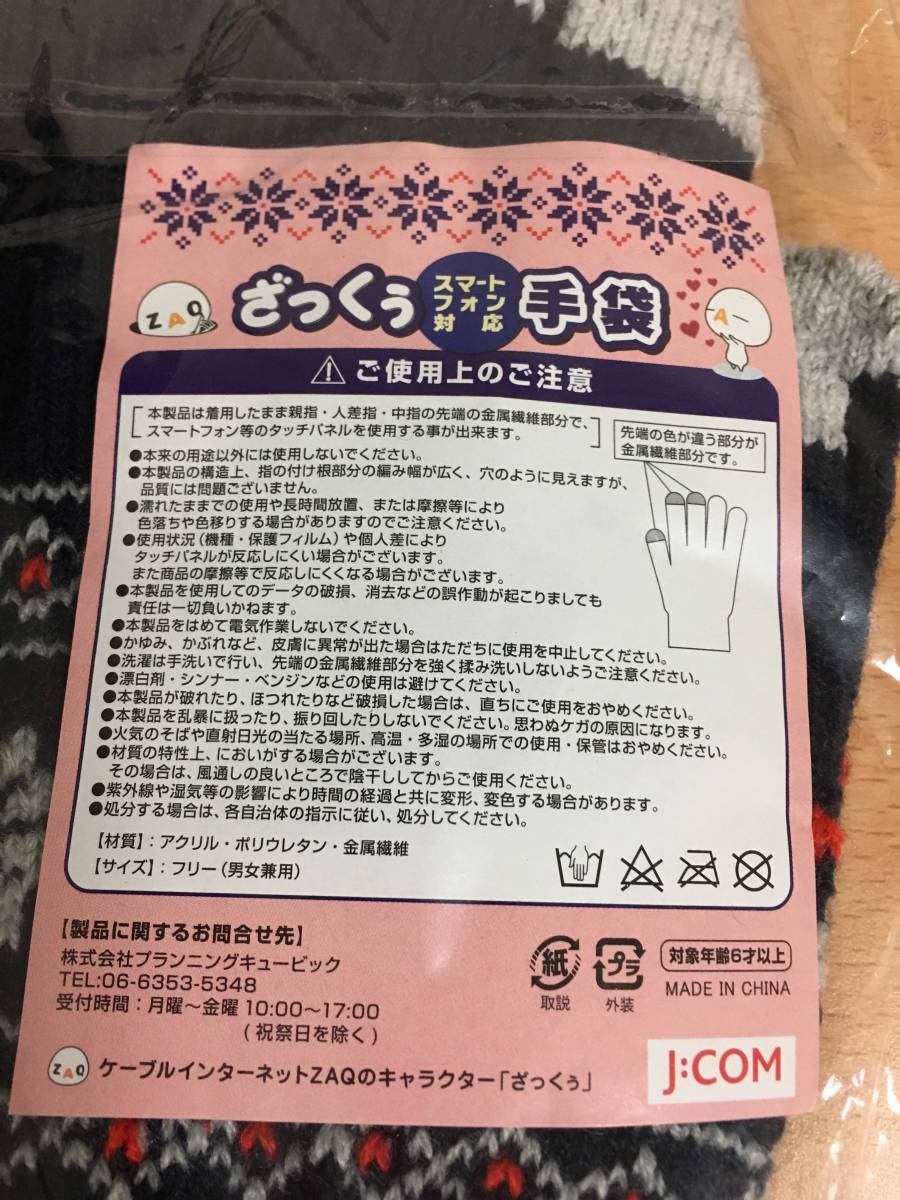 ZAQ
ざっくぅ
スマート
フォン
対応
手袋
A
⚠ ご使用上のご注意
本製品は着用したまま親指・人差指・中指の先端の金属繊維部分で、
スマートフォン等のタッチパネルを使用する事が出来ます。
先端の色が違う部分が
金属繊維部分です。
●本来の用途以外には使用しないでください。
●本製品の構造上、指の付け根部分の編み幅が広く、穴のように見えますが、
品質には問題ございません。
●濡れたままでの使用や長時間放置、または摩擦等により
色落ちや色移りする場合がありますのでご注意ください。
●使用状況(機種・保護フィルム)や個人差により
タッチパネルが反応しにくい場合がございます。
また商品の摩擦等で反応しにくくなる場合がございます。
●本製品を使用してのデータの破損、消去などの誤作動が起こりましても
責任は一切負いかねます。
●本製品をはめて電気作業しないでください。
●かゆみ、かぶれなど、皮膚に異常が出た場合はただちに使用を中止してください。
●洗濯は手洗いで行い、先端の金属繊維部分を強く揉み洗いしないようご注意ください。
●漂白剤・シンナー・ベンジンなどの使用は避けてください。
●本製品が破れたり、ほつれたりなど破損した場合は、直ちにご使用をおやめください。
●本製品を乱暴に扱ったり、振り回したりしないでください。思わぬケガの原因になります。
●火気のそばや直射日光の当たる場所、高温・多湿の場所での使用・保管はおやめください。
●材質の特性上、においがする場合がございます。
その場合は、風通しの良いところで陰干ししてからご使用ください。
●紫外線や湿気等の影響により時間の経過と共に変形、変色する場合があります。
●処分する場合は、各自治体の指示に従い、処分してください。
【材質】:アクリル・ポリウレタン・金属繊維
【サイズ】:フリー(男女兼用)
【製品に関するお問合せ先】
株式会社プランニングキュービック
TEL:06-6353-5348
受付時間:月曜〜金曜 10:00〜17:00
(祝祭日を除く)
紙
取説
プラ
外装
対象年齢6才以上
MADE IN CHINA
ZAQ
ケーブルインターネットZAQのキャラクター「ざっくぅ」
J:COM